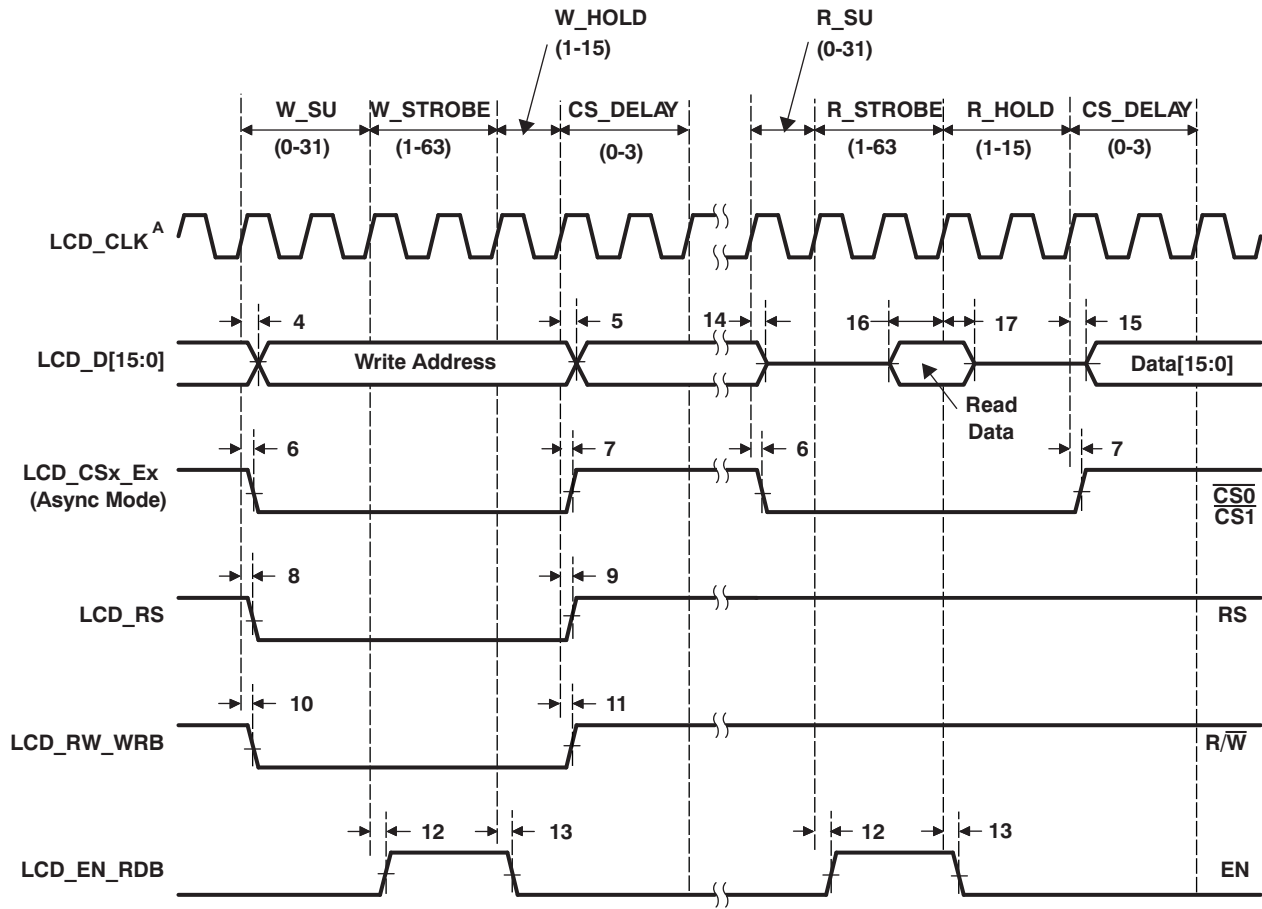 W_HOLD
(1-15)
R_SU
(0-31)
W_SU
W_STROBE
CS_DELAY
R_STROBE
R_HOLD
CS_DELAY
(0-31)
(1-63)
(0-3)
(1-63
(1-15)
(0-3)
LCD_CLK A
4
5
14
16
17
15
LCD_D[15:0]
Write Address
Data[15:0]
Read
Data
6
7
6
7
LCD_CSx_Ex
(Async Mode)
CS0
CS1
8
9
LCD_RS
RS
10
11
LCD_RW_WRB
R/W
12
13
12
13
LCD_EN_RDB
EN